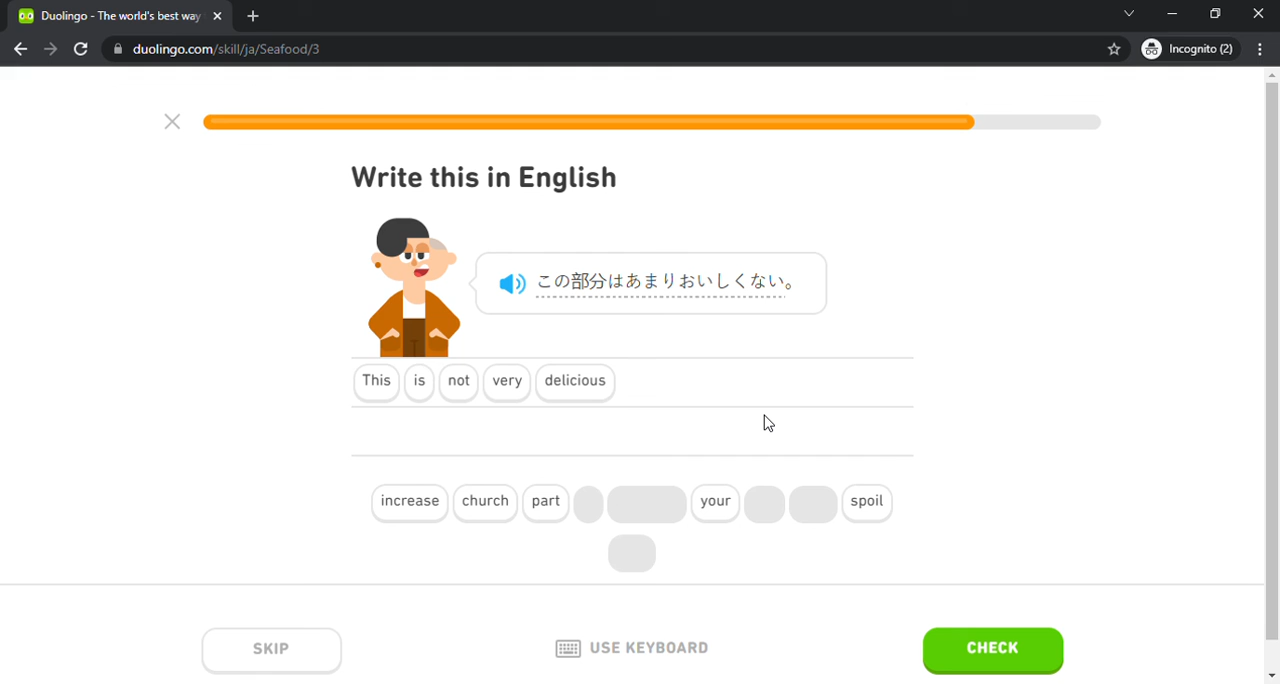 Duolingo - The world's best way
duolingo.com/skill/ja/Seafood/3
Incognito (2)
Write this in English
この部分はあまりおいしくない。
This is not very delicious
increase church part your spoil
SKIP
USE KEYBOARD
CHECK